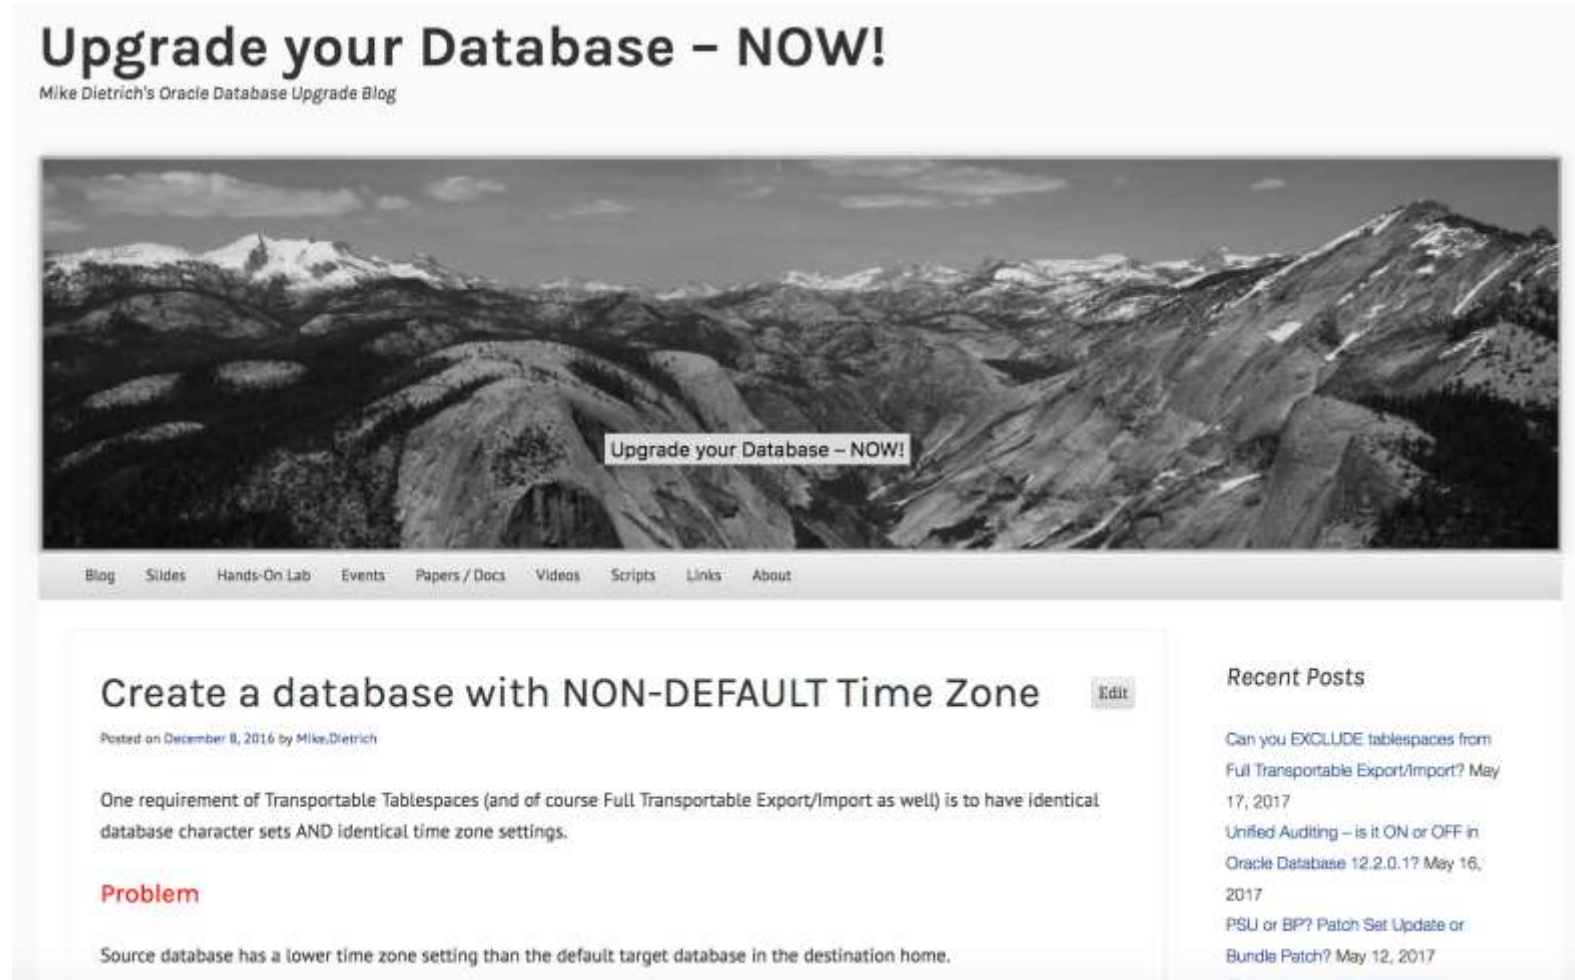 Upgrade your Database – NOW!
Mike Dietrich's Oracle Database Upgrade Blog
Upgrade your Database – NOW!
Blog Slides Hands-On Lab Events Papers / Docs Videos Scripts Links About
Create a database with NON-DEFAULT Time Zone
Edit
Posted on December 8, 2016 by Mike.Dietrich
One requirement of Transportable Tablespaces (and of course Full Transportable Export/Import as well) is to have identical
database character sets AND identical time zone settings.
Problem
Source database has a lower time zone setting than the default target database in the destination home.
Recent Posts
Can you EXCLUDE tablespaces from
Full Transportable Export/Import? May
17, 2017
Unified Auditing – is it ON or OFF in
Oracle Database 12.2.0.1? May 16,
2017
PSU or BP? Patch Set Update or
Bundle Patch? May 12, 2017